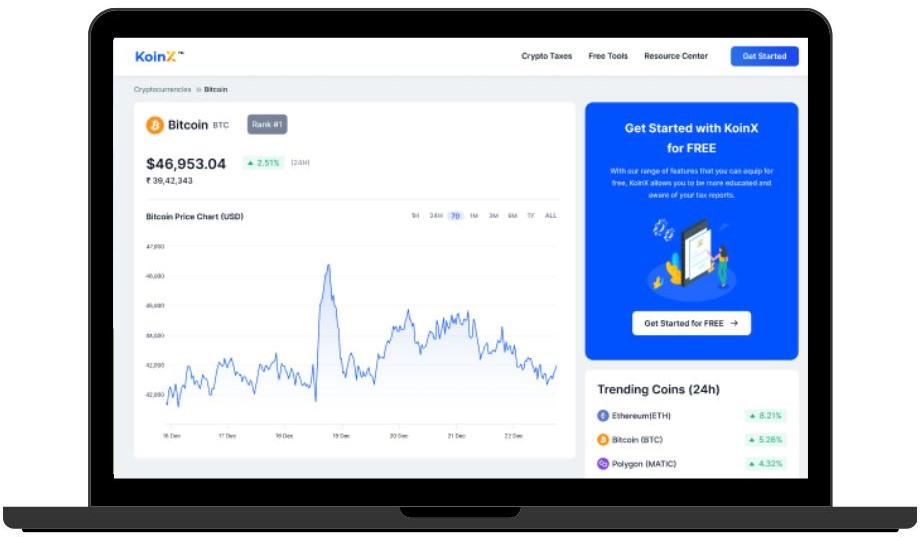 KoinX™
Crypto Taxes Free Tools Resource Center Get Started
Cryptocurrencies » Bitcoin
Bitcoin BTC Rank #1
$46,953.04 2.51% (24H)
₹ 39,42,343
Bitcoin Price Chart (USD)
1H 24H 7D 1M 3M 6M 1Y ALL
47,000
46,000
45,000
44,000
43,000
42,000
16 Dec 17 Dec 18 Dec 19 Dec 20 Dec 21 Dec 22 Dec
Get Started with KoinX
for FREE
With our range of features that you can equip for
free, KoinX allows you to be more educated and
aware of your tax reports.
Get Started for FREE →
Trending Coins (24h)
Ethereum(ETH) 8.21%
Bitcoin (BTC) 5.26%
Polygon (MATIC) 4.32%